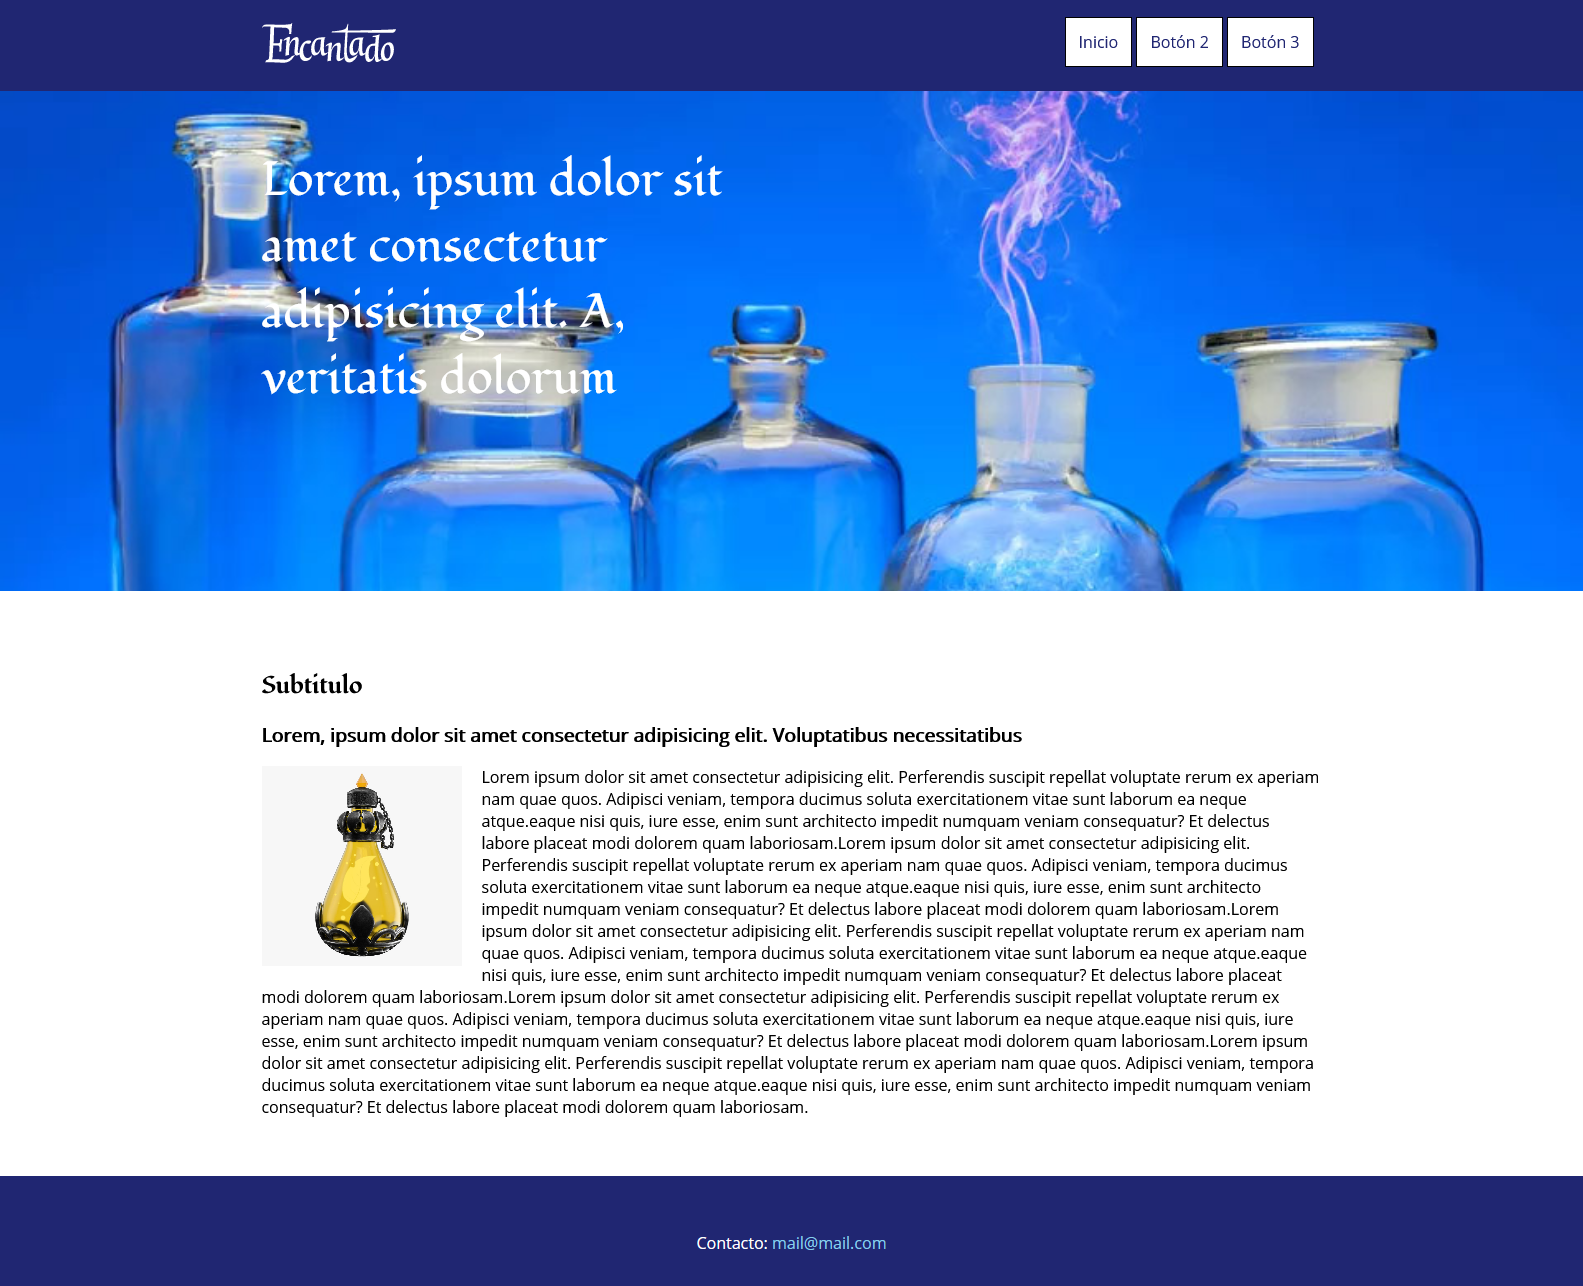 Encantado
Inicio
Botón 2
Botón 3
Lorem, ipsum dolor sit
amet consectetur
adipisicing elit. A,
veritatis dolorum
Subtitulo
Lorem, ipsum dolor sit amet consectetur adipisicing elit. Voluptatibus necessitatibus
Lorem ipsum dolor sit amet consectetur adipisicing elit. Perferendis suscipit repellat voluptate rerum ex aperiam
nam quae quos. Adipisci veniam, tempora ducimus soluta exercitationem vitae sunt laborum ea neque
atque.eaque nisi quis, iure esse, enim sunt architecto impedit numquam veniam consequatur? Et delectus
labore placeat modi dolorem quam laboriosam.Lorem ipsum dolor sit amet consectetur adipisicing elit.
Perferendis suscipit repellat voluptate rerum ex aperiam nam quae quos. Adipisci veniam, tempora ducimus
soluta exercitationem vitae sunt laborum ea neque atque.eaque nisi quis, iure esse, enim sunt architecto
impedit numquam veniam consequatur? Et delectus labore placeat modi dolorem quam laboriosam.Lorem
ipsum dolor sit amet consectetur adipisicing elit. Perferendis suscipit repellat voluptate rerum ex aperiam nam
quae quos. Adipisci veniam, tempora ducimus soluta exercitationem vitae sunt laborum ea neque atque.eaque
nisi quis, iure esse, enim sunt architecto impedit numquam veniam consequatur? Et delectus labore placeat
modi dolorem quam laboriosam.Lorem ipsum dolor sit amet consectetur adipisicing elit. Perferendis suscipit repellat voluptate rerum ex
aperiam nam quae quos. Adipisci veniam, tempora ducimus soluta exercitationem vitae sunt laborum ea neque atque.eaque nisi quis, iure
esse, enim sunt architecto impedit numquam veniam consequatur? Et delectus labore placeat modi dolorem quam laboriosam.Lorem ipsum
dolor sit amet consectetur adipisicing elit. Perferendis suscipit repellat voluptate rerum ex aperiam nam quae quos. Adipisci veniam, tempora
ducimus soluta exercitationem vitae sunt laborum ea neque atque.eaque nisi quis, iure esse, enim sunt architecto impedit numquam veniam
consequatur? Et delectus labore placeat modi dolorem quam laboriosam.
Contacto: mail@mail.com